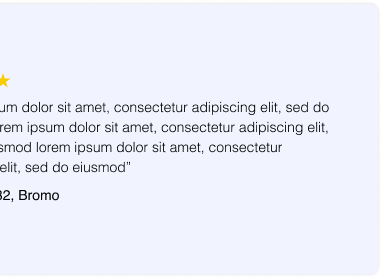 um dolor sit amet, consectetur adipiscing elit, sed do
rem ipsum dolor sit amet, consectetur adipiscing elit,
smod lorem ipsum dolor sit amet, consectetur
elit, sed do eiusmod”
32, Bromo